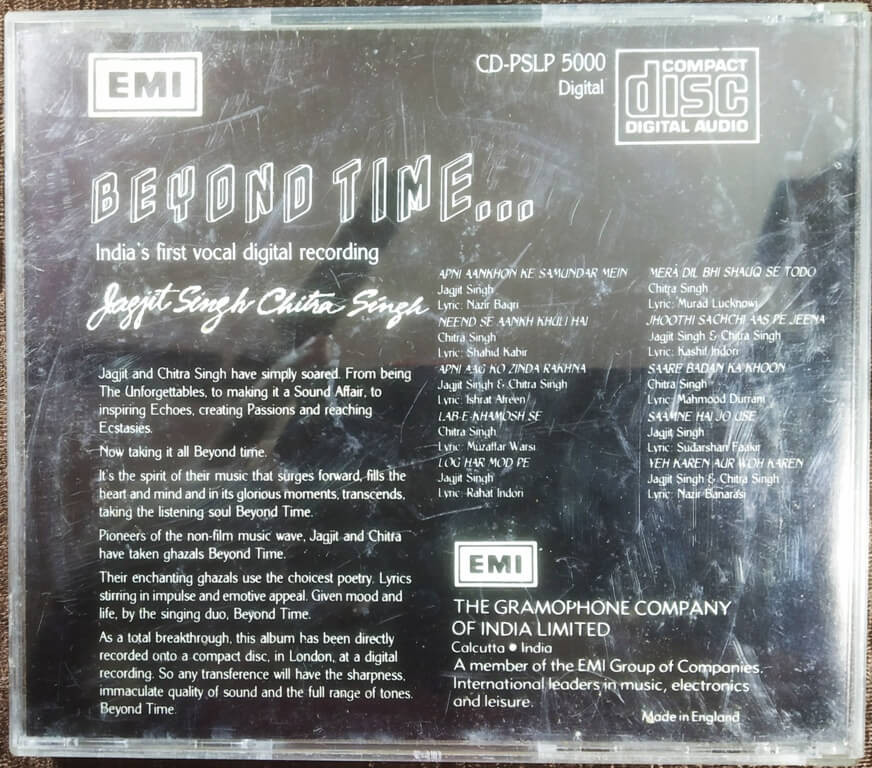 EMI
CD-PSLP 5000
Digital
COMPACT
disc
DIGITAL AUDIO
BEYOND TIME...
India's first vocal digital recording
Jagjit Singh Chitra Singh
Jagjit and Chitra Singh have simply soared. From being
The Unforgettables, to making it a Sound Affair, to
inspiring Echoes, creating Passions and reaching
Ecstasies.
Now taking it all Beyond time.
It's the spirit of their music that surges forward, fills the
heart and mind and in its glorious moments, transcends,
taking the listening soul Beyond Time.
Pioneers of the non-film music wave, Jagjit and Chitra
have taken ghazals Beyond Time.
Their enchanting ghazals use the choicest poetry. Lyrics
stirring in impulse and emotive appeal. Given mood and
life, by the singing duo, Beyond Time.
As a total breakthrough, this album has been directly
recorded onto a compact disc, in London, at a digital
recording. So any transference will have the sharpness,
immaculate quality of sound and the full range of tones.
Beyond Time.
APNI AANKHON KE SAMUNDAR MEIN
Jagjit Singh
Lyric: Nazir Baqri
NEEND SE AANKH KHULI HAI
Chitra Singh
Lyric: Shahid Kabir
APNI AAG KO ZINDA RAKHNA
Jagjit Singh & Chitra Singh
Lyric: Ishrat Afreen
LAB-E-KHAMOSH SE
Chitra Singh
Lyric: Muzaffar Warsi
LOG HAR MOD PE
Jagjit Singh
Lyric: Rahat Indori
MERA DIL BHI SHAUQ SE TODO
Chitra Singh
Lyric: Murad Lucknowi
JHOOTHI SACHCHI AAS PE JEENA
Jagjit Singh & Chitra Singh
Lyric: Kashif Indori
SAARE BADAN KA KHOON
Chitra Singh
Lyric: Mahmood Durrani
SAAMNE HAI JO USE
Jagjit Singh
Lyric: Sudarshan Faakir
YEH KAREN AUR WOH KAREN
Jagjit Singh & Chitra Singh
Lyric: Nazir Banarasi
EMI
THE GRAMOPHONE COMPANY
OF INDIA LIMITED
Calcutta • India
A member of the EMI Group of Companies.
International leaders in music, electronics
and leisure.
Made in England